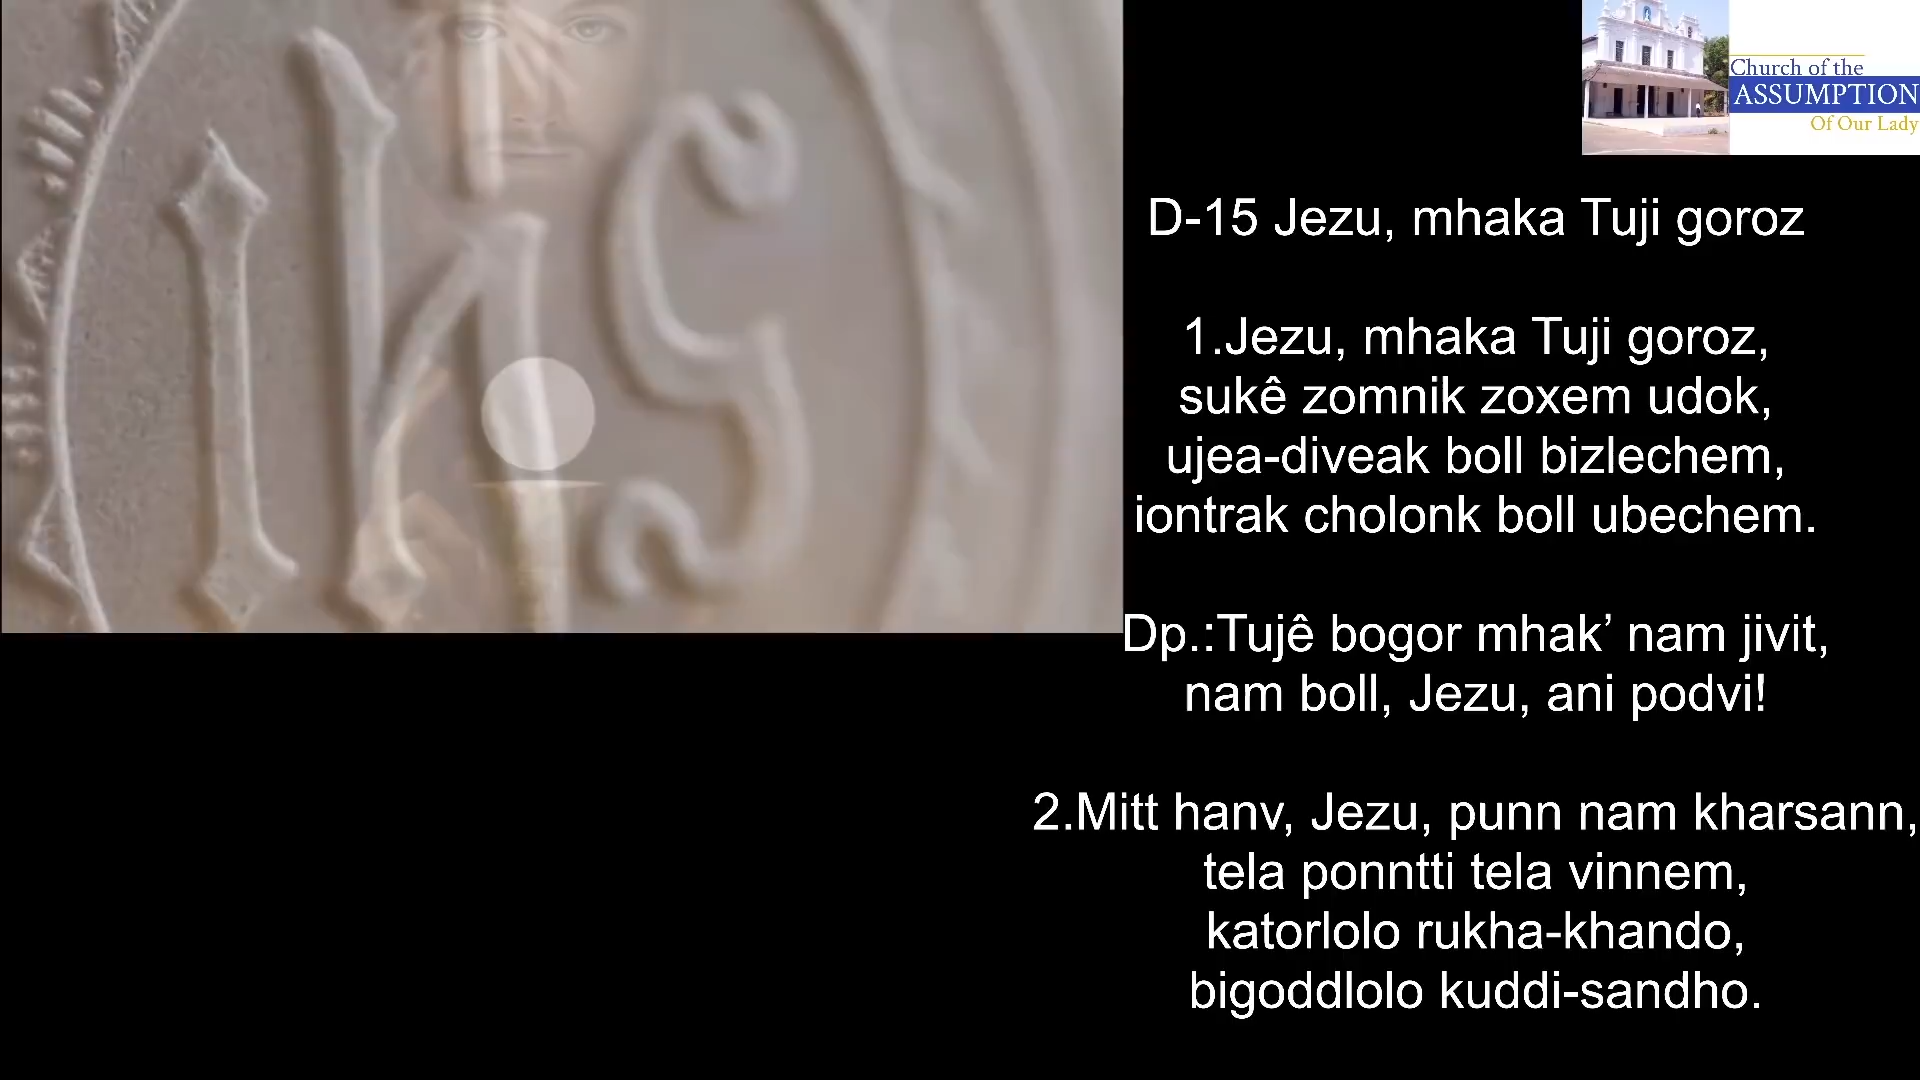 ihs
Church of the
ASSUMPTION
Of Our Lady
D-15 Jezu, mhaka Tuji goroz
1.Jezu, mhaka Tuji goroz,
sukê zomnik zoxem udok,
ujea-diveak boll bizlechem,
iontrak cholonk boll ubechem.
Dp.:Tujê bogor mhak’ nam jivit,
nam boll, Jezu, ani podvi!
2.Mitt hanv, Jezu, punn nam kharsann,
tela ponntti tela vinnem,
katorlolo rukha-khando,
bigoddlolo kuddi-sandho.